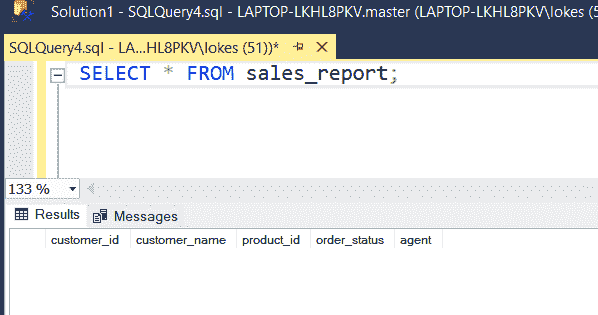 Solution1 - SQLQuery4.sql - LAPTOP-LKHL8PKV.master (LAPTOP-LKHL8PKV\lokes (5
SQLQuery4.sql - LA...HL8PKV\lokes (51))*
SELECT * FROM sales_report;
133 %
Results Messages
customer_id customer_name product_id order_status agent